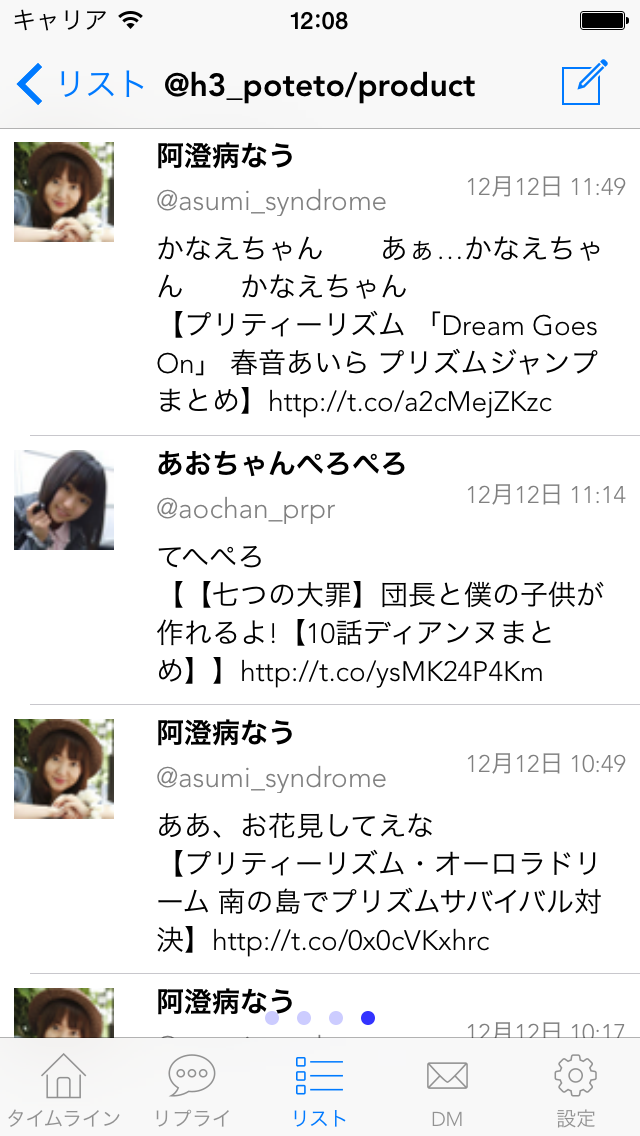 キャリア 12:08
リスト @h3_poteto/product
阿澄病なう
@asumi_syndrome 12月12日 11:49
かなえちゃん　　あぁ…かなえちゃ
ん　　かなえちゃん
【プリティーリズム 「Dream Goes
On」 春音あいら プリズムジャンプ
まとめ】http://t.co/a2cMejZKzc
あおちゃんぺろぺろ
@aochan_prpr 12月12日 11:14
てへぺろ
【【七つの大罪】団長と僕の子供が
作れるよ!【10話ディアンヌまと
め】】http://t.co/ysMK24P4Km
阿澄病なう
@asumi_syndrome 12月12日 10:49
ああ、お花見してえな
【プリティーリズム・オーロラドリ
ーム 南の島でプリズムサバイバル対
決】http://t.co/0x0cVKxhrc
阿澄病なう
12月12日 10:17
タイムライン リプライ リスト DM 設定